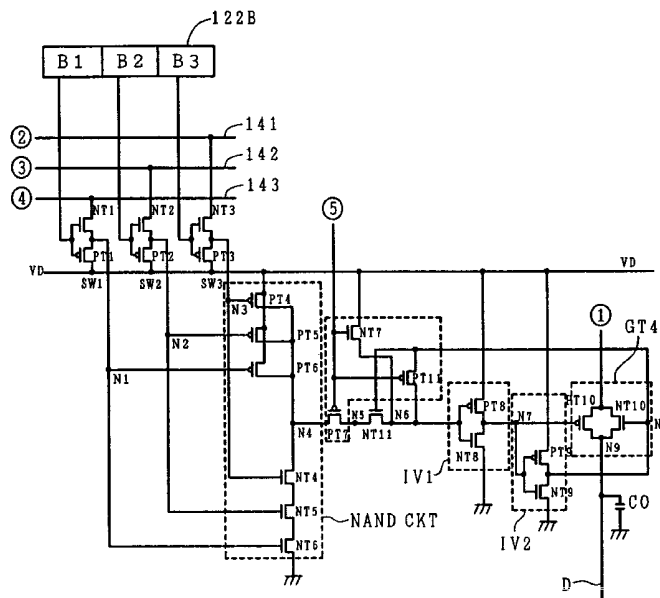 122B
B1 B2 B3
② 141
③ 142
④ 143
NT1 NT2 NT3
⑤
PT1 PT2 PT3
VD SW1 SW2 SW3 VD
①
GT4
N3 PT4
NT7
N2 PT5
PT11
PT6
N1
PT8 N7 NT10
N4 PT7 N5 NT11 N6
N9
NT8 PT9
IV1
NT4 NT9 CO
NT5 NAND CKT IV2
NT6
D